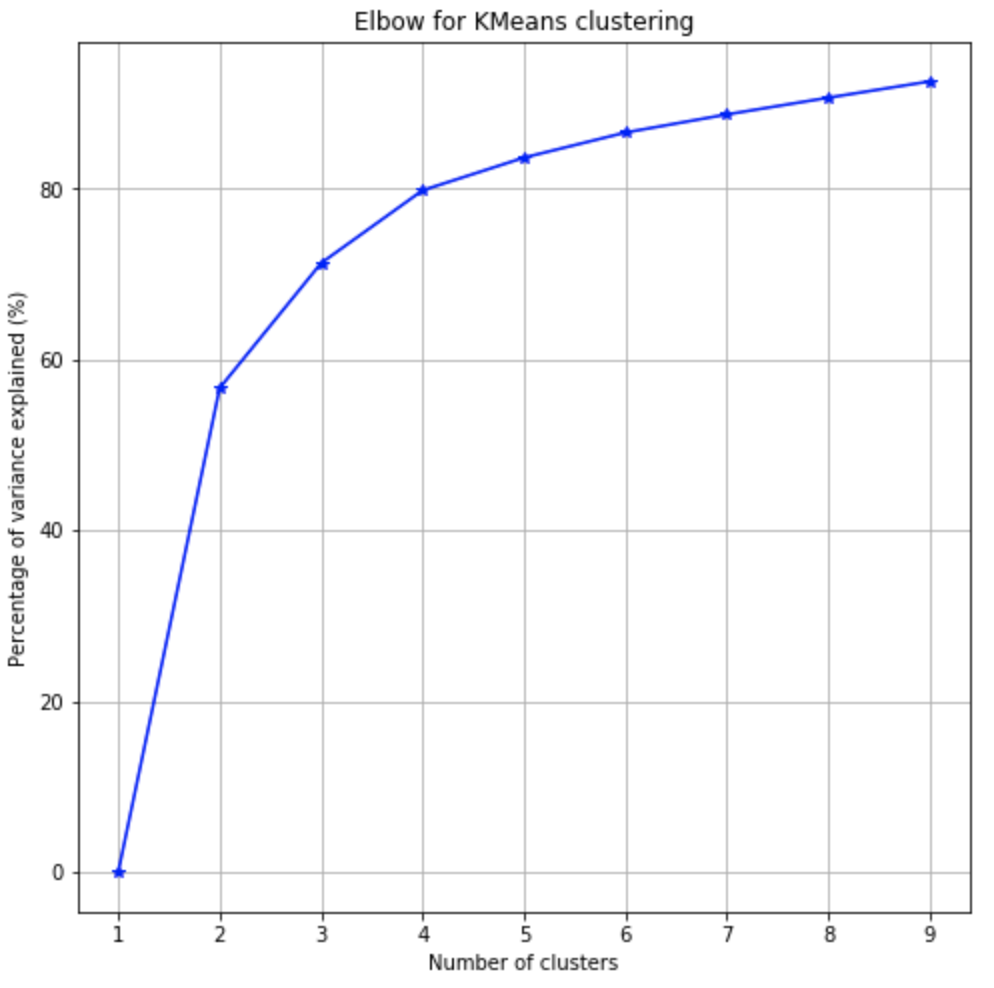 Elbow for KMeans clustering
Percentage of variance explained (%)
80
60
40
20
0
1 2 3 4 5 6 7 8 9
Number of clusters